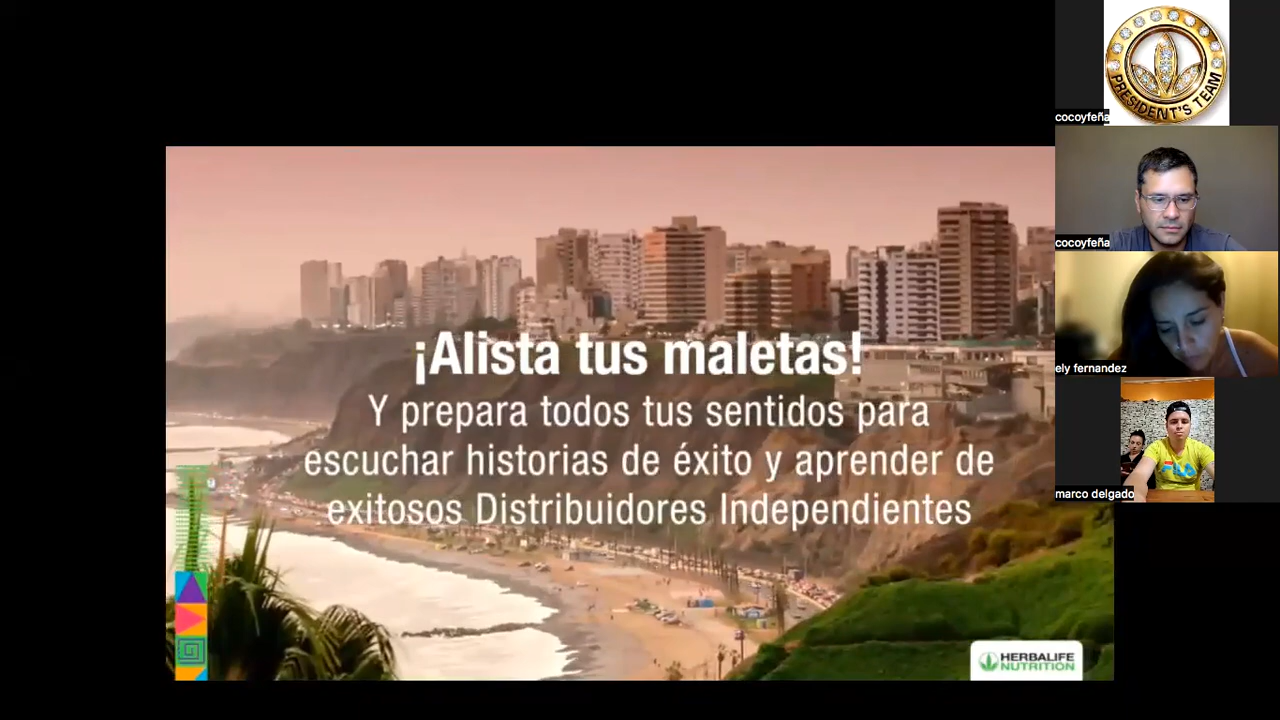 ¡Alista tus maletas!
Y prepara todos tus sentidos para
escuchar historias de éxito y aprender de
exitosos Distribuidores Independientes
HERBALIFE
NUTRITION
PRESIDENT'S TEAM
cocoyfeña
cocoyfeña
ely fernandez
FILA
marco delgado